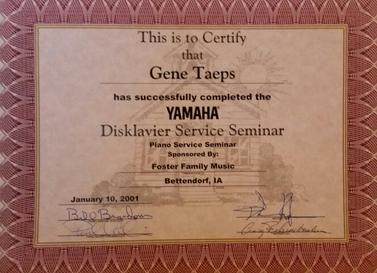 This is to Certify
that
Gene Taeps
has successfully completed the
YAMAHA
Disklavier Service Seminar
Piano Service Seminar
Sponsored By:
Foster Family Music
Bettendorf, IA
January 10, 2001